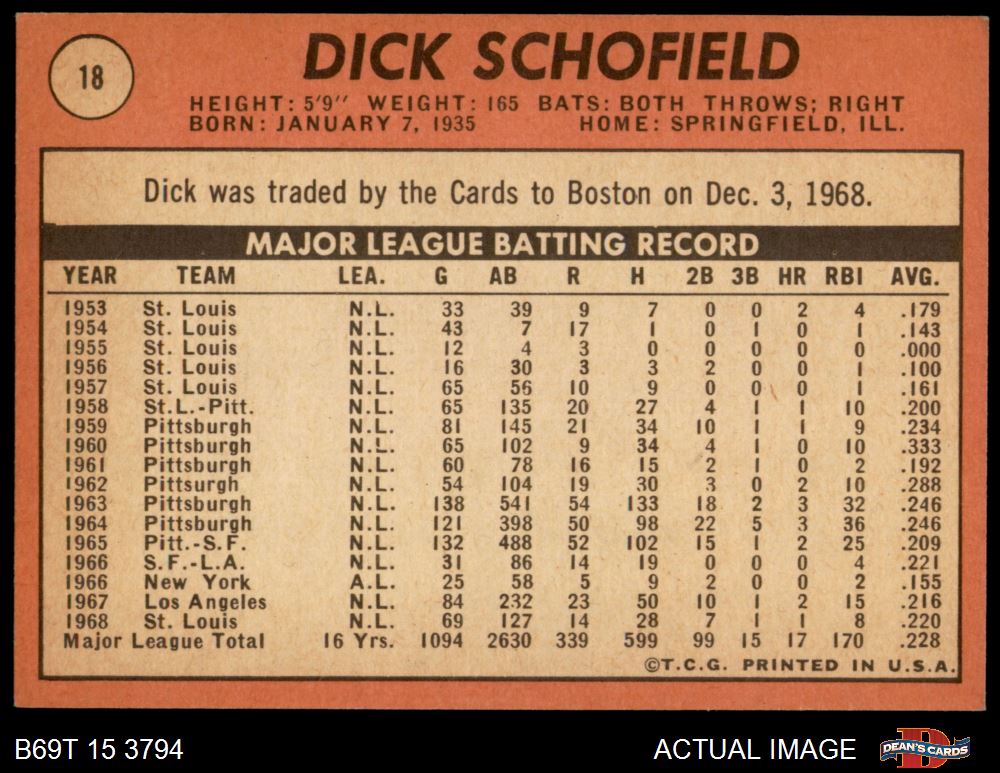 18
DICK SCHOFIELD
HEIGHT: 5'9" WEIGHT: 165 BATS: BOTH THROWS: RIGHT
BORN: JANUARY 7, 1935 HOME: SPRINGFIELD, ILL.
Dick was traded by the Cards to Boston on Dec. 3, 1968.
MAJOR LEAGUE BATTING RECORD
YEAR TEAM LEA. G AB R H 2B 3B HR RBI AVG.
1953 St. Louis N.L. 33 39 9 7 0 0 2 4 .179
1954 St. Louis N.L. 43 7 17 1 0 1 0 1 .143
1955 St. Louis N.L. 12 4 3 0 0 0 0 0 .000
1956 St. Louis N.L. 16 30 3 3 2 0 0 1 .100
1957 St. Louis N.L. 65 56 10 9 0 0 0 1 .161
1958 St.L.-Pitt. N.L. 65 135 20 27 4 1 1 10 .200
1959 Pittsburgh N.L. 81 145 21 34 10 1 1 9 .234
1960 Pittsburgh N.L. 65 102 9 34 4 1 0 10 .333
1961 Pittsburgh N.L. 60 78 16 15 2 1 0 2 .192
1962 Pittsurgh N.L. 54 104 19 30 3 0 2 10 .288
1963 Pittsburgh N.L. 138 541 54 133 18 2 3 32 .246
1964 Pittsburgh N.L. 121 398 50 98 22 5 3 36 .246
1965 Pitt.-S.F. N.L. 132 488 52 102 15 1 2 25 .209
1966 S.F.-L.A. N.L. 31 86 14 19 0 0 0 4 .221
1966 New York A.L. 25 58 5 9 2 0 0 2 .155
1967 Los Angeles N.L. 84 232 23 50 10 1 2 15 .216
1968 St. Louis N.L. 69 127 14 28 7 1 1 8 .220
Major League Total 16 Yrs. 1094 2630 339 599 99 15 17 170 .228
©T.C.G. PRINTED IN U.S.A.
B69T 15 3794 ACTUAL IMAGE DEAN'S CARDS